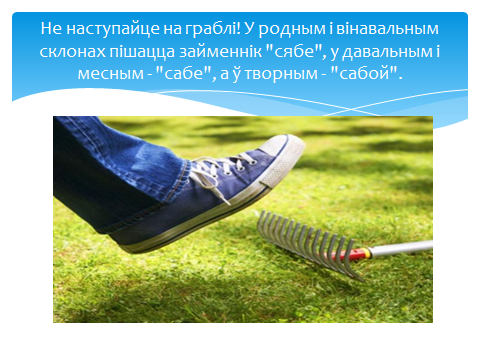 Не наступайце на граблі! У родным і вінавальным
склонах пішацца займеннік "сябе", у давальным і
месным - "сабе", а ў творным - "сабой".